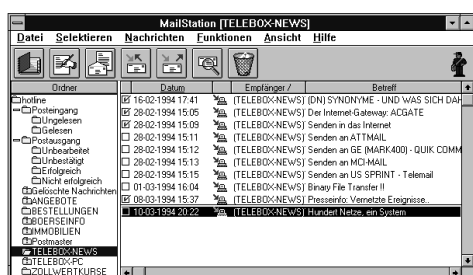 MailStation [TELEBOX-NEWS]
Datei Selektieren Nachrichten Funktionen Ansicht Hilfe
Ordner Datum Empfänger / Betreff
hotline
Posteingang
Ungelesen
Gelesen
Postausgang
Unbearbeitet
Unbestätigt
Erfolgreich
Nicht erfolgreich
Gelöschte Nachrichten
ANGEBOTE
BESTELLUNGEN
BOERSEINFO
IMMOBILIEN
Postmaster
TELEBOX-NEWS
TELEBOX-PC
ZOLLWERTKURSE
16-02-1994 17:41 (TELEBOX-NEWS) (DN) SYNONYME - UND WAS SICH DAH
28-02-1994 15:05 (TELEBOX-NEWS) Der Internet-Gateway: ACGATE
28-02-1994 15:09 (TELEBOX-NEWS) Senden in das Internet
28-02-1994 15:11 (TELEBOX-NEWS) Senden an ATTMAIL
28-02-1994 15:12 (TELEBOX-NEWS) Senden an GE (MARK400) - QUIK COMM
28-02-1994 15:13 (TELEBOX-NEWS) Senden an MCI-MAIL
28-02-1994 15:15 (TELEBOX-NEWS) Senden an US SPRINT - Telemail
01-03-1994 16:04 (TELEBOX-NEWS) Binary File Transfer !!
08-03-1994 15:37 (TELEBOX-NEWS) Presseinfo: Vernetzte Ereignisse..
10-03-1994 20:22 (TELEBOX-NEWS) Hundert Netze, ein System